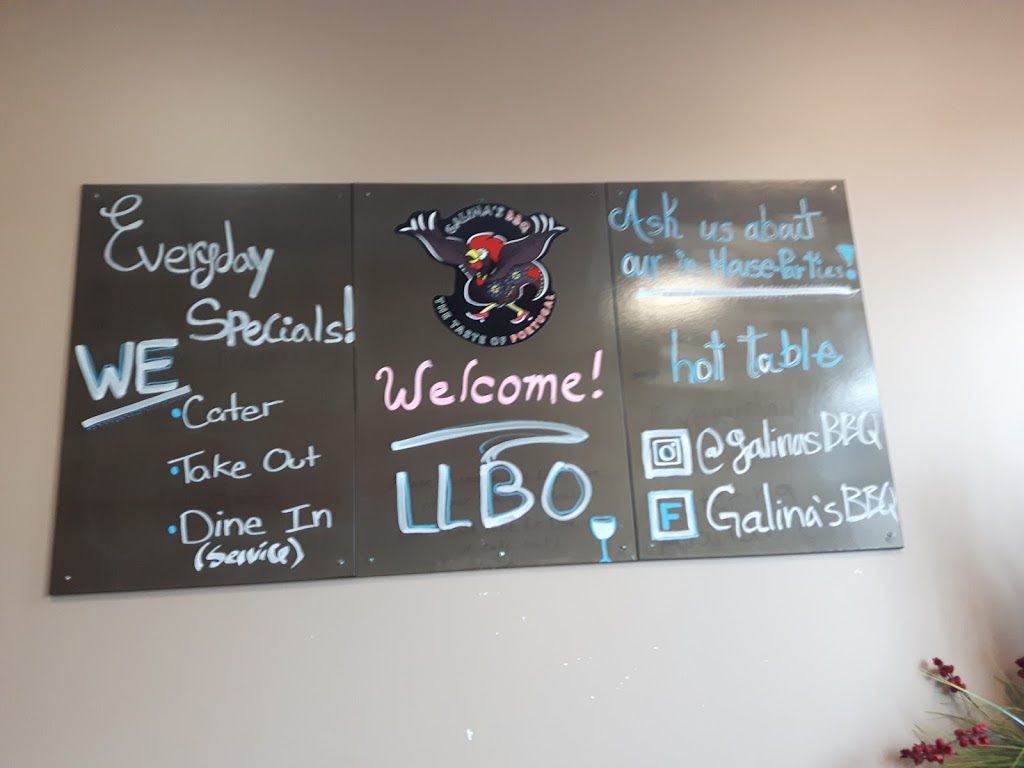 Everyday
Specials!
WE
•Cater
•Take Out
•Dine In
(Service)
GALINA'S BBQ
THE TASTE OF PORTUGAL
Welcome!
LLBO
Ask us about
our in House Parties!
hot table
@galinasBBQ
F Galina'sBBQ